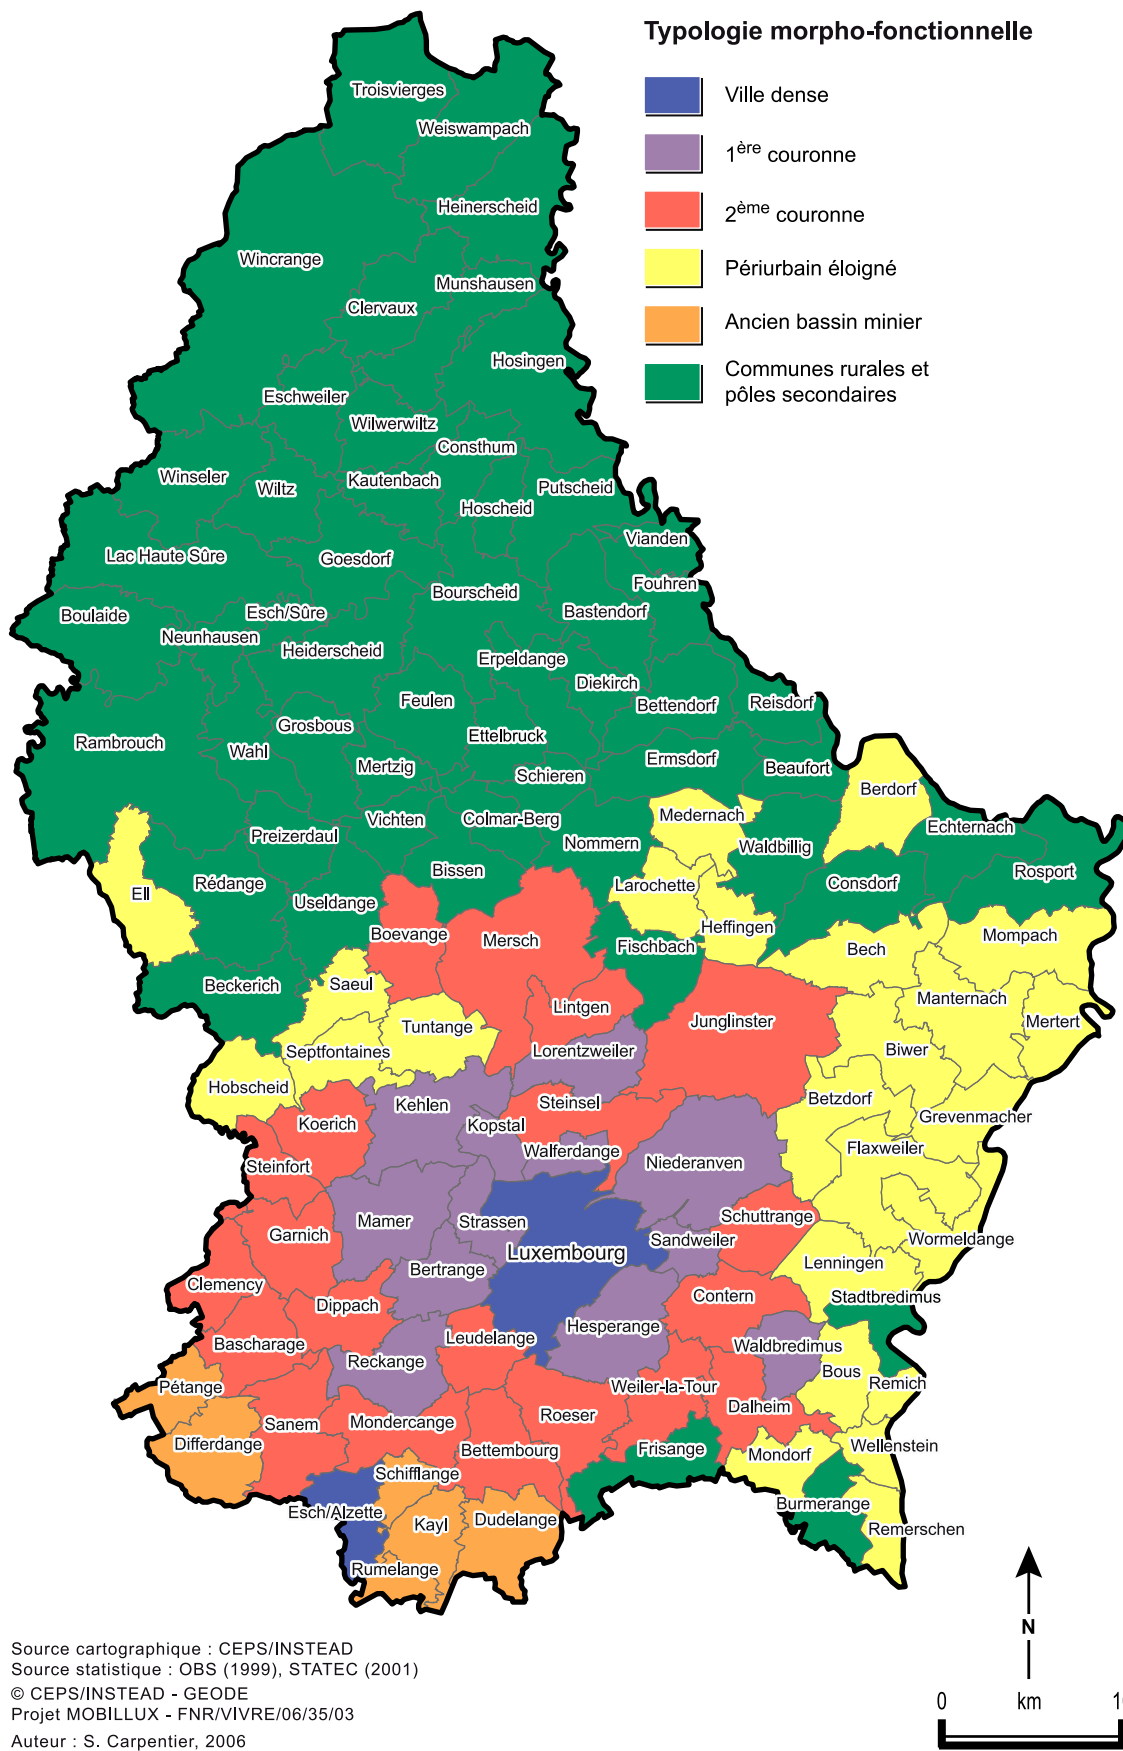 Typologie morpho-fonctionnelle
Ville dense
1ère couronne
2ème couronne
Périurbain éloigné
Ancien bassin minier
Communes rurales et
pôles secondaires
Troisvierges
Weiswampach
Heinerscheid
Wincrange
Munshausen
Clervaux
Hosingen
Eschweiler
Wilwerwiltz
Consthum
Winseler
Wiltz
Kautenbach
Putscheid
Hoscheid
Vianden
Lac Haute Sûre
Goesdorf
Fouhren
Bourscheid
Boulaide
Esch/Sûre
Bastendorf
Neunhausen
Heiderscheid
Erpeldange
Diekirch
Feulen
Bettendorf
Reisdorf
Grosbous
Rambrouch
Wahl
Ettelbruck
Mertzig
Schieren
Ermsdorf
Beaufort
Berdorf
Medernach
Vichten
Colmar-Berg
Echternach
Preizerdaul
Nommern
Waldbillig
Bissen
Rosport
Ell
Rédange
Larochette
Consdorf
Useldange
Boevange
Mersch
Fischbach
Heffingen
Bech
Mompach
Beckerich
Saeul
Lintgen
Manternach
Tuntange
Junglinster
Mertert
Septfontaines
Lorentzweiler
Biwer
Hobscheid
Kehlen
Steinsel
Betzdorf
Grevenmacher
Koerich
Kopstal
Walferdange
Flaxweiler
Steinfort
Niederanven
Mamer
Strassen
Schuttrange
Garnich
Luxembourg
Sandweiler
Wormeldange
Bertrange
Lenningen
Clemency
Contern
Stadtbredimus
Dippach
Hesperange
Bascharage
Leudelange
Waldbredimus
Reckange
Bous
Pétange
Weiler-la-Tour
Remich
Dalheim
Sanem
Mondercange
Roeser
Differdange
Bettembourg
Frisange
Mondorf
Wellenstein
Schifflange
Burmerange
Esch/Alzette
Kayl
Dudelange
Remerschen
Rumelange
N
0 km 1
Source cartographique : CEPS/INSTEAD
Source statistique : OBS (1999), STATEC (2001)
© CEPS/INSTEAD - GEODE
Projet MOBILLUX - FNR/VIVRE/06/35/03
Auteur : S. Carpentier, 2006